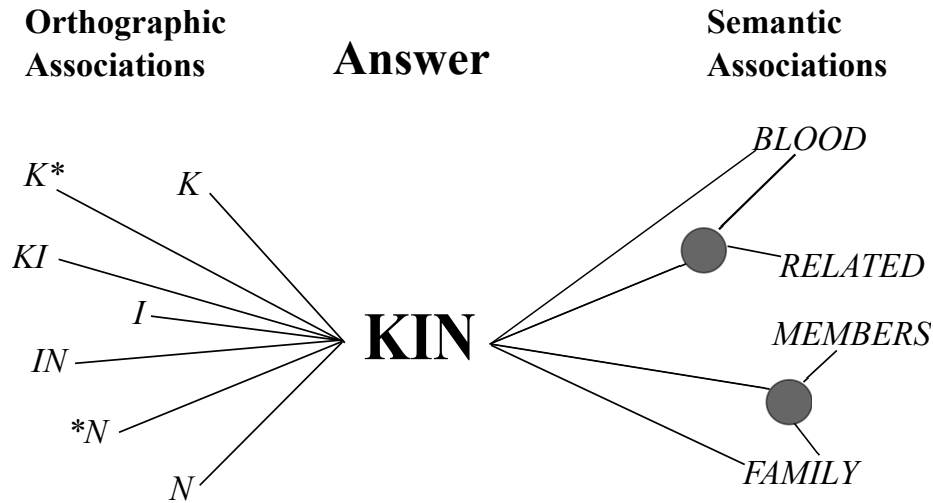 Orthographic
Associations
Answer
Semantic
Associations
K*
K
KI
I
IN
*N
N
KIN
BLOOD
RELATED
MEMBERS
FAMILY